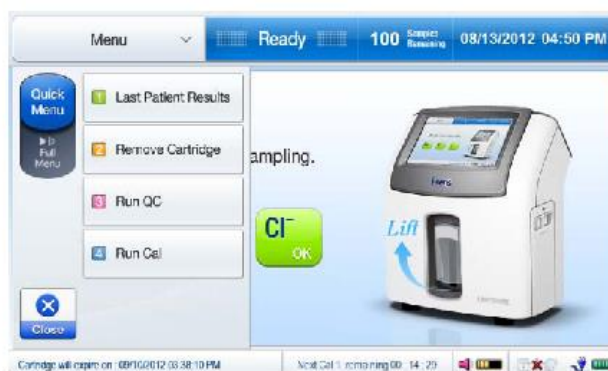 Menu
Ready
100 Samples Remaining
08/13/2012 04:50 PM
Quick Menu
Full Menu
1 Last Patient Results
2 Remove Cartridge
3 Run QC
4 Run Cal
ampling.
Cl⁻
OK
Lift
Close
Cartridge will expire on : 09/10/2012 03:38:10 PM
Next Cal 1 remaining 00 : 14 : 29